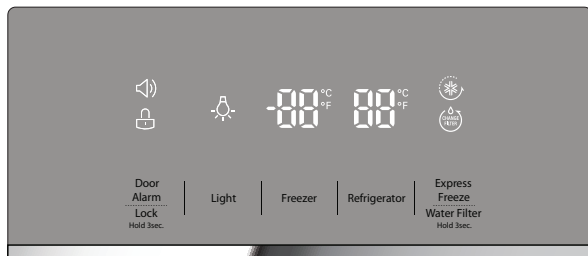 -88 °C
°F
88 °C
°F
CHANGE
FILTER
Door
Alarm
Lock
Hold 3sec.
Light
Freezer
Refrigerator
Express
Freeze
Water Filter
Hold 3sec.